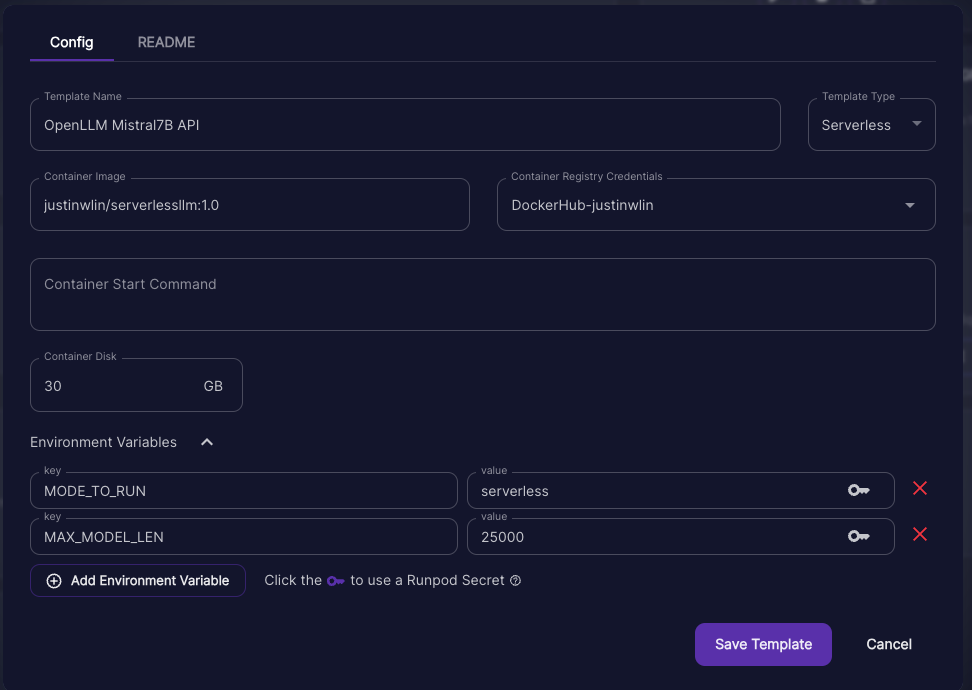 Config
README
Template Name
OpenLLM Mistral7B API
Template Type
Serverless
Container Image
justinwlin/serverlessllm:1.0
Container Registry Credentials
DockerHub-justinwlin
Container Start Command
Container Disk
30 GB
Environment Variables
key
MODE_TO_RUN
value
serverless
key
MAX_MODEL_LEN
value
25000
Add Environment Variable
Click the to use a Runpod Secret
Save Template
Cancel